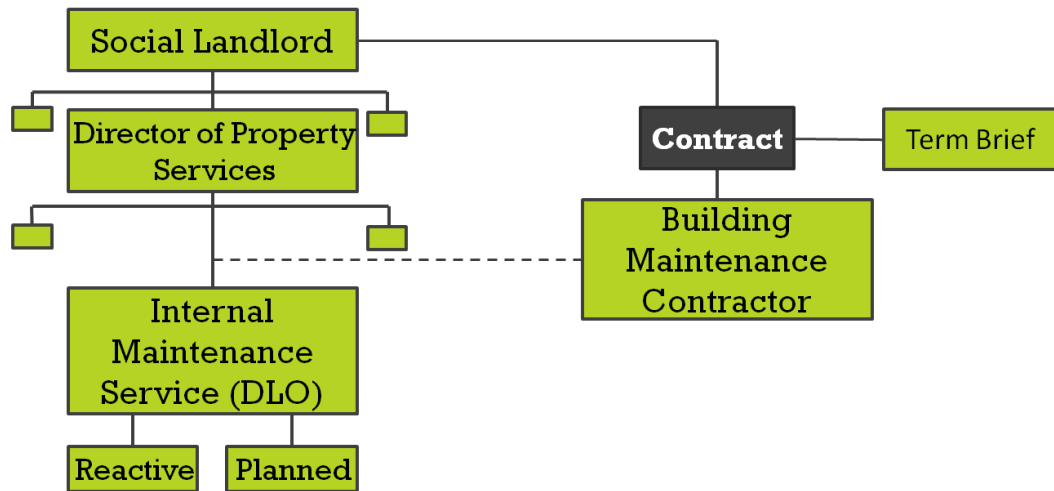 Social Landlord
Director of Property
Services
Contract
Term Brief
Building
Maintenance
Contractor
Internal
Maintenance
Service (DLO)
Reactive
Planned